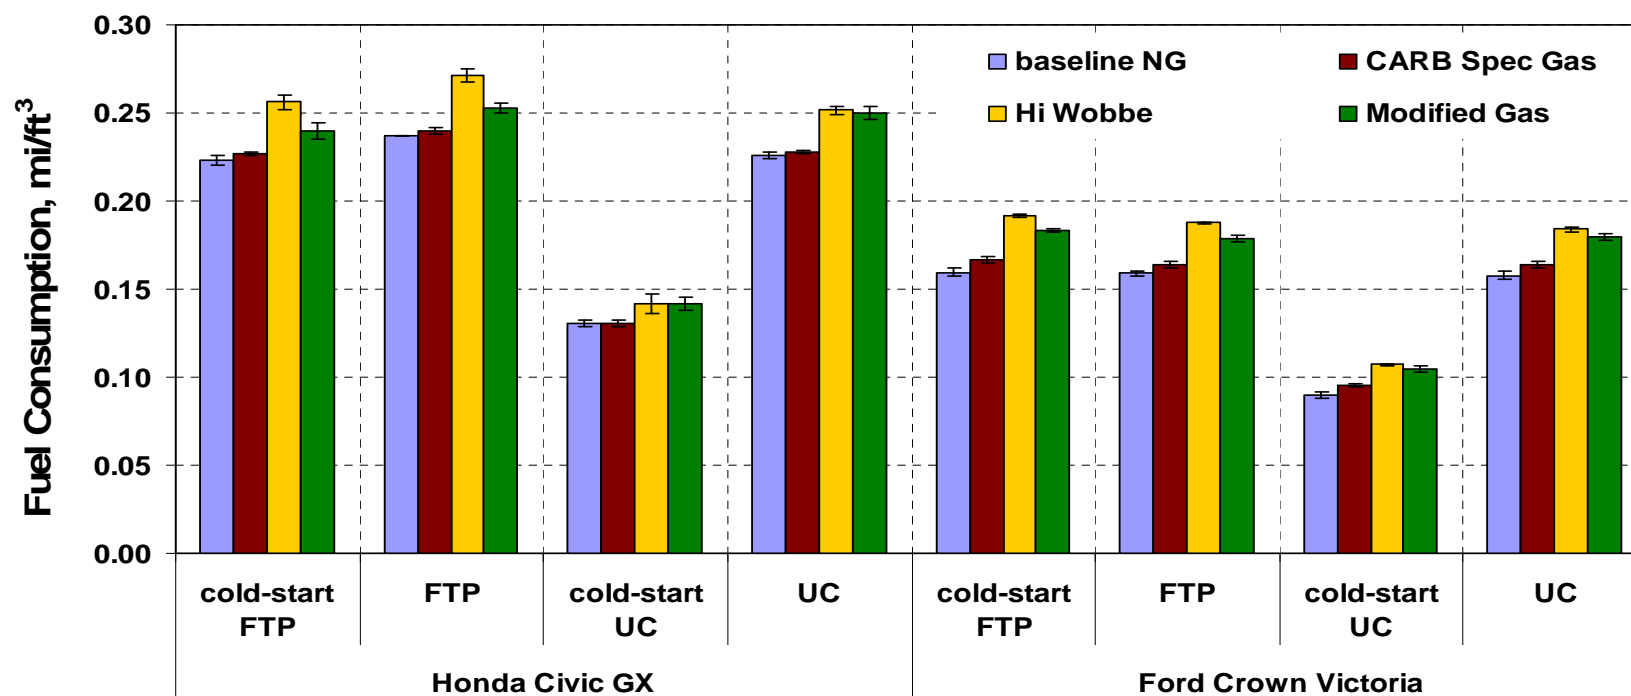 Fuel Consumption, mi/ft³
0.30
0.25
0.20
0.15
0.10
0.05
0.00
baseline NG
CARB Spec Gas
Hi Wobbe
Modified Gas
cold-start
FTP
FTP
cold-start
UC
UC
cold-start
FTP
FTP
cold-start
UC
UC
Honda Civic GX
Ford Crown Victoria